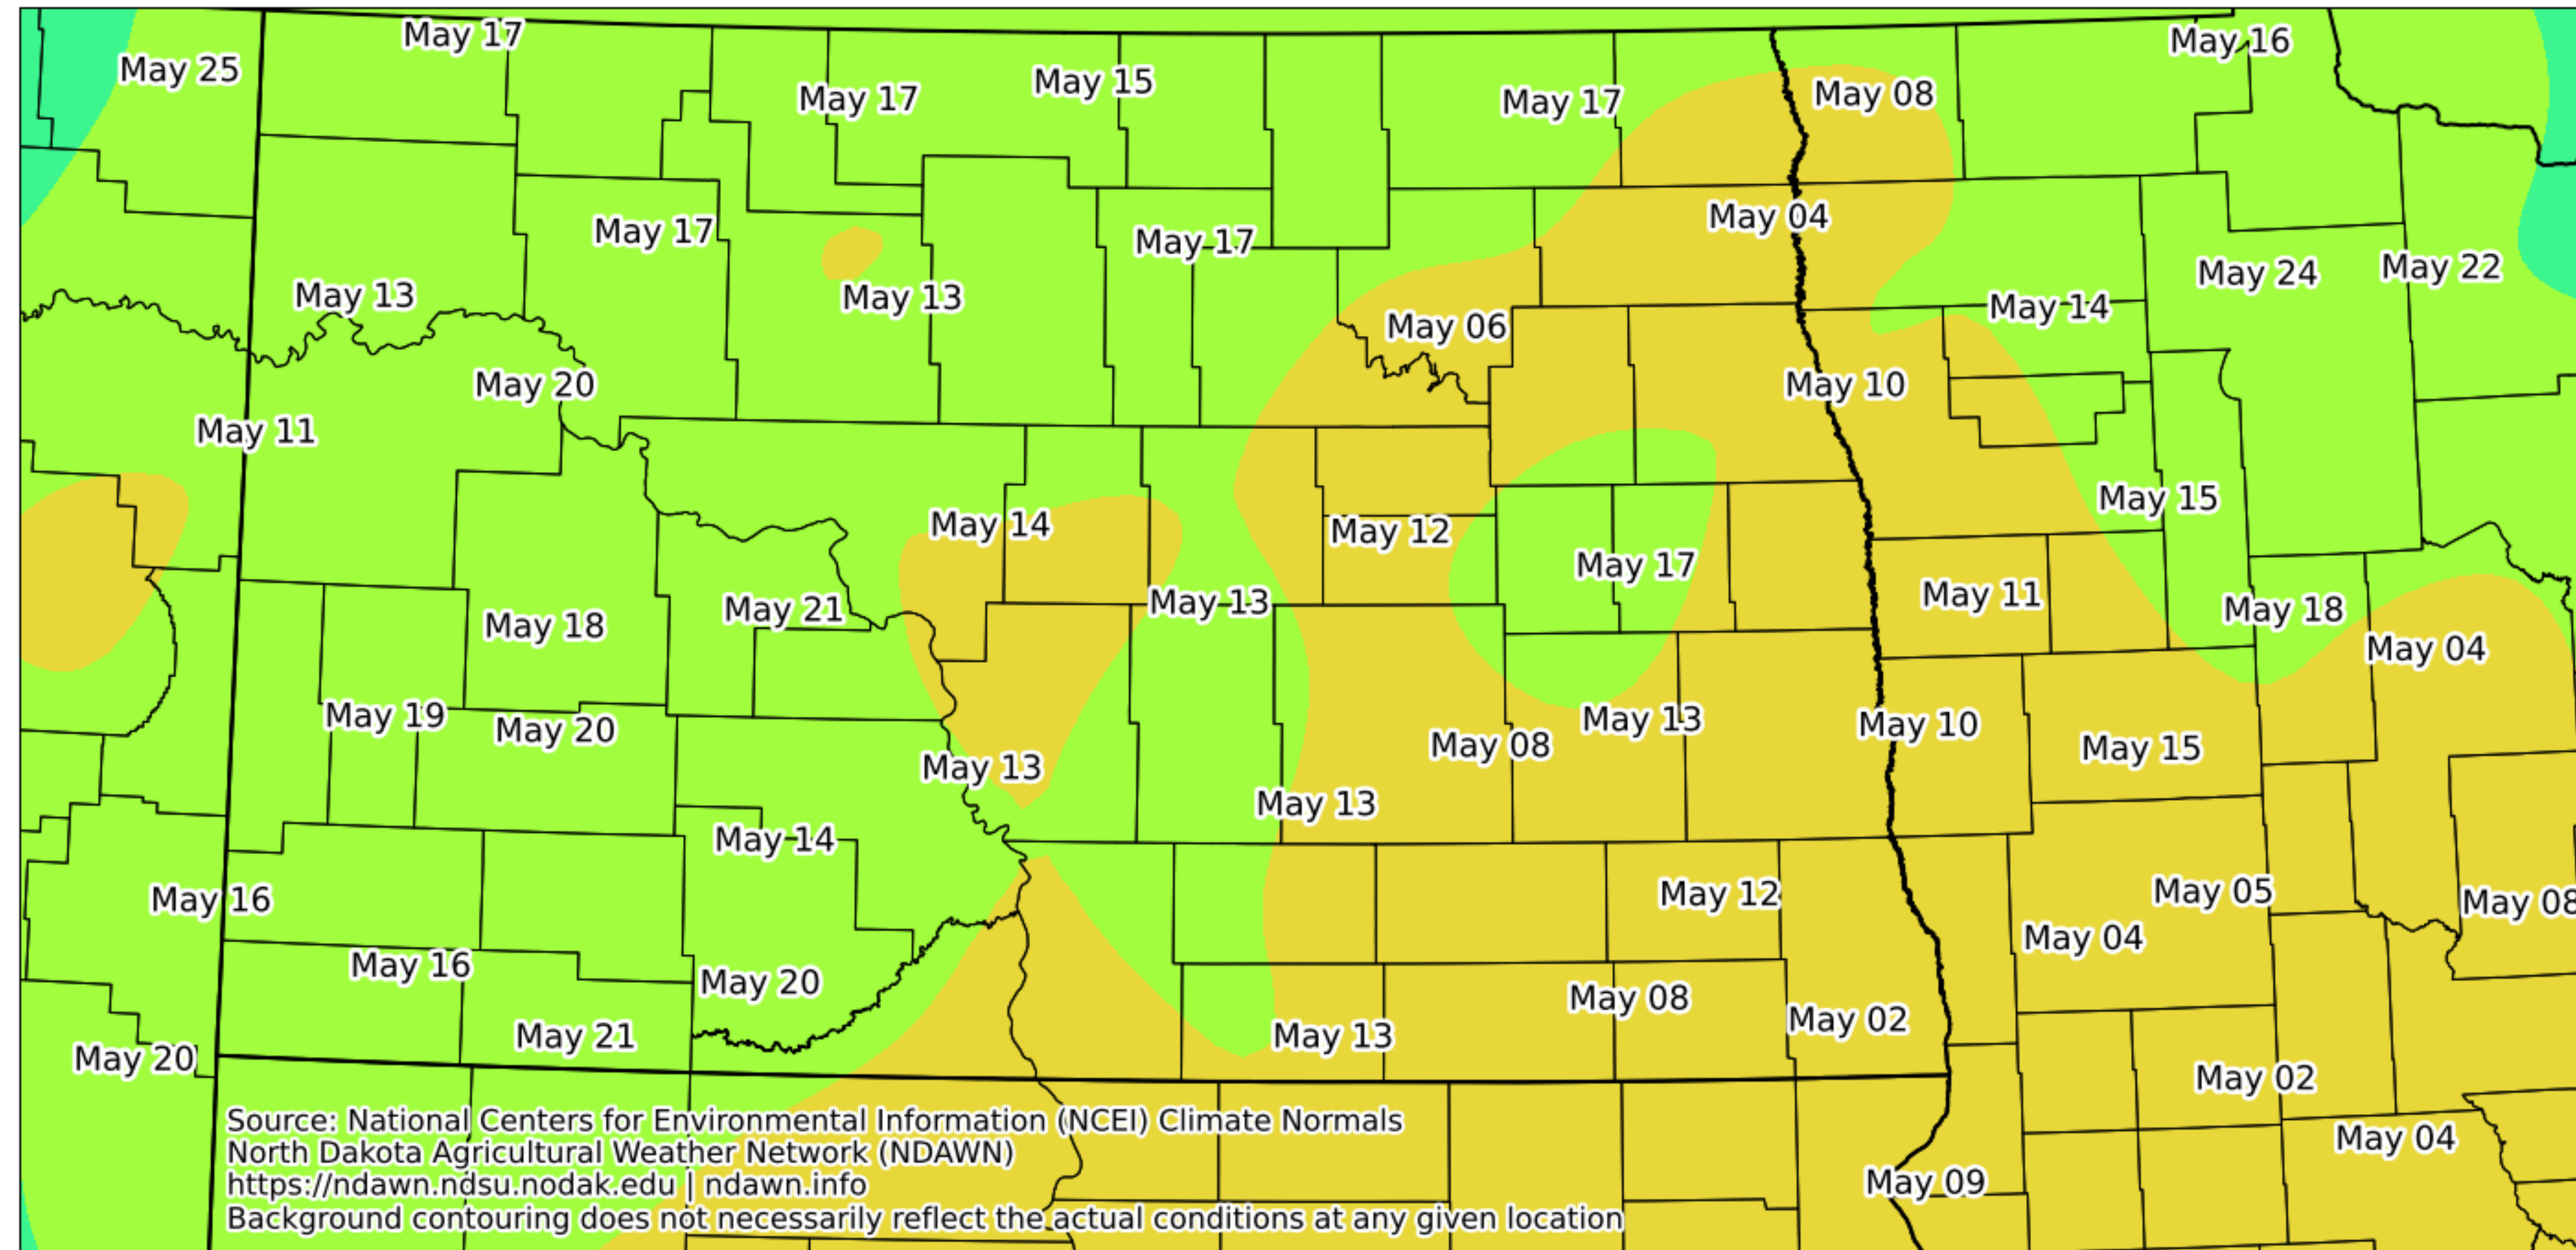 May 17
May 16
May 25
May 15
May 08
May 17
May 17
May 04
May 17
May 17
May 22
May 24
May 13
May 13
May 14
May 06
May 20
May 10
May 11
May 15
May 14
May 12
May 17
May 11
May 13
May 21
May 18
May 18
May 04
May 19
May 13
May 10
May 20
May 08
May 15
May 13
May 13
May 14
May 05
May 12
May 16
May 08
May 04
May 16
May 20
May 08
May 02
May 21
May 13
May 20
May 02
Source: National Centers for Environmental Information (NCEI) Climate Normals
May 04
North Dakota Agricultural Weather Network (NDAWN)
https://ndawn.ndsu.nodak.edu | ndawn.info
May 09
Background contouring does not necessarily reflect the actual conditions at any given location